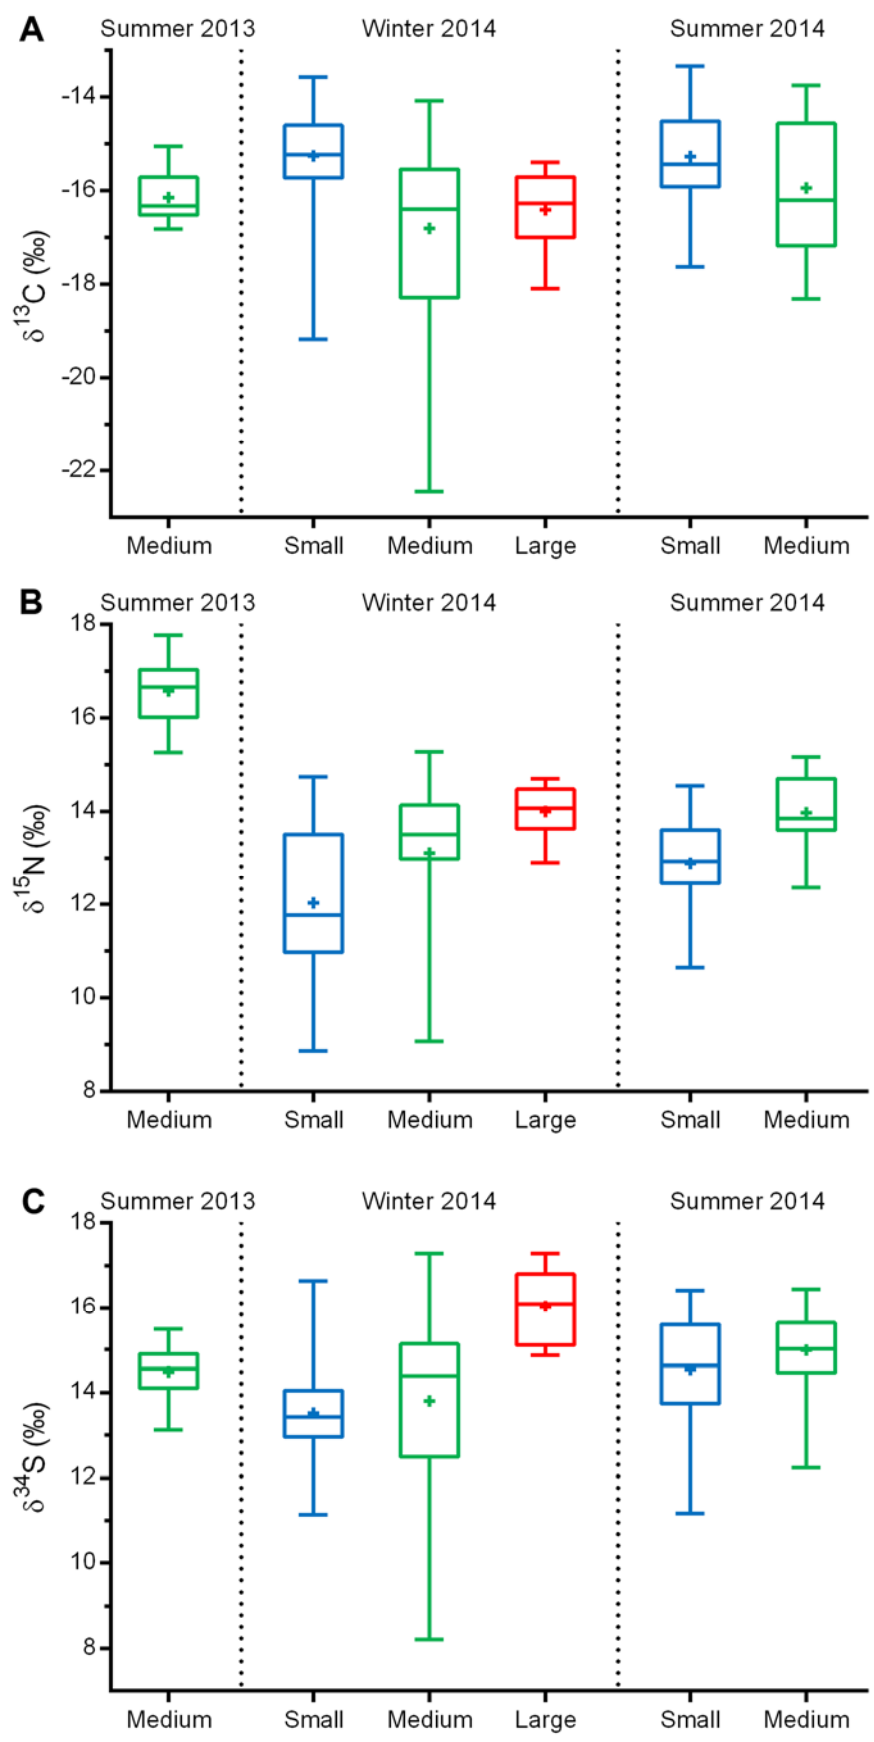 A
Summer 2013 Winter 2014 Summer 2014
-14
-16
-18
-20
-22
δ¹³C (‰)
Medium Small Medium Large Small Medium
B
Summer 2013 Winter 2014 Summer 2014
18
16
14
12
10
8
δ¹⁵N (‰)
Medium Small Medium Large Small Medium
C
Summer 2013 Winter 2014 Summer 2014
18
16
14
12
10
8
δ³⁴S (‰)
Medium Small Medium Large Small Medium